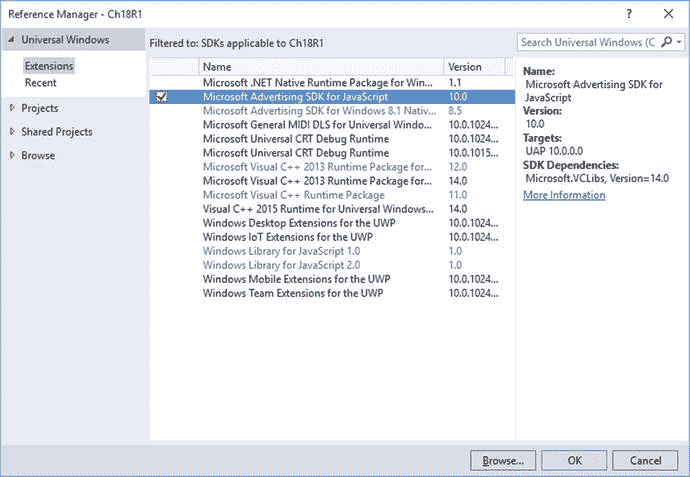 Reference Manager - Ch18R1
Universal Windows
Extensions
Recent
Projects
Shared Projects
Browse
Filtered to: SDKs applicable to Ch18R1
Name Version
Microsoft .NET Native Runtime Package for Win... 1.1
Microsoft Advertising SDK for JavaScript 10.0
Microsoft Advertising SDK for Windows 8.1 Nativ... 8.5
Microsoft General MIDI DLS for Universal Windo... 10.0.1024...
Microsoft Universal CRT Debug Runtime 10.0.1024...
Microsoft Universal CRT Debug Runtime 10.0.1015...
Microsoft Visual C++ 2013 Runtime Package for... 12.0
Microsoft Visual C++ 2013 Runtime Package for... 14.0
Microsoft Visual C++ Runtime Package 11.0
Visual C++ 2015 Runtime for Universal Windows... 14.0
Windows Desktop Extensions for the UWP 10.0.1024...
Windows IoT Extensions for the UWP 10.0.1024...
Windows Library for JavaScript 1.0 1.0
Windows Library for JavaScript 2.0 1.0
Windows Mobile Extensions for the UWP 10.0.1024...
Windows Team Extensions for the UWP 10.0.1024...
Search Universal Windows (C
Name:
Microsoft Advertising SDK for
JavaScript
Version:
10.0
Targets:
UAP 10.0.0.0
SDK Dependencies:
Microsoft.VCLibs, Version=14.0
More Information
Browse... OK Cancel